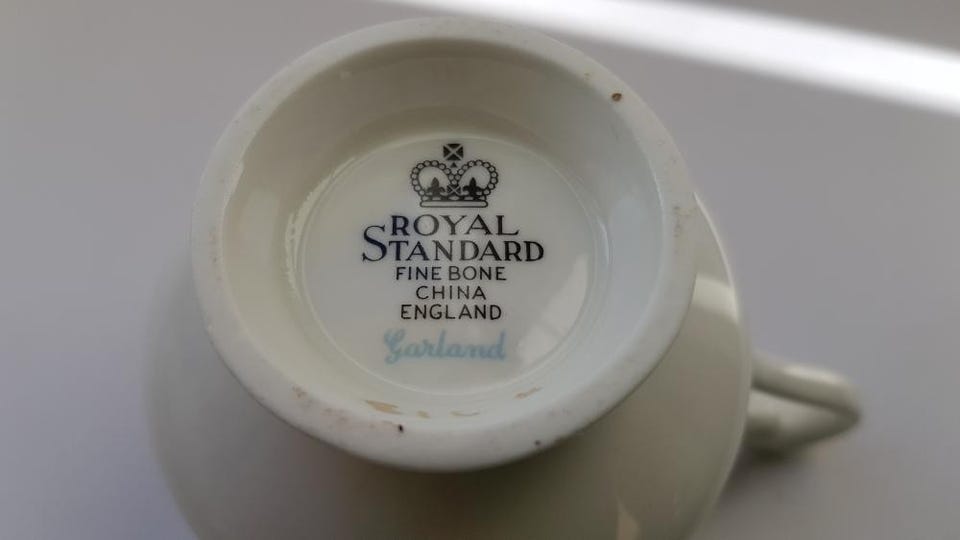 ROYAL
STANDARD
FINE BONE
CHINA
ENGLAND
Garland